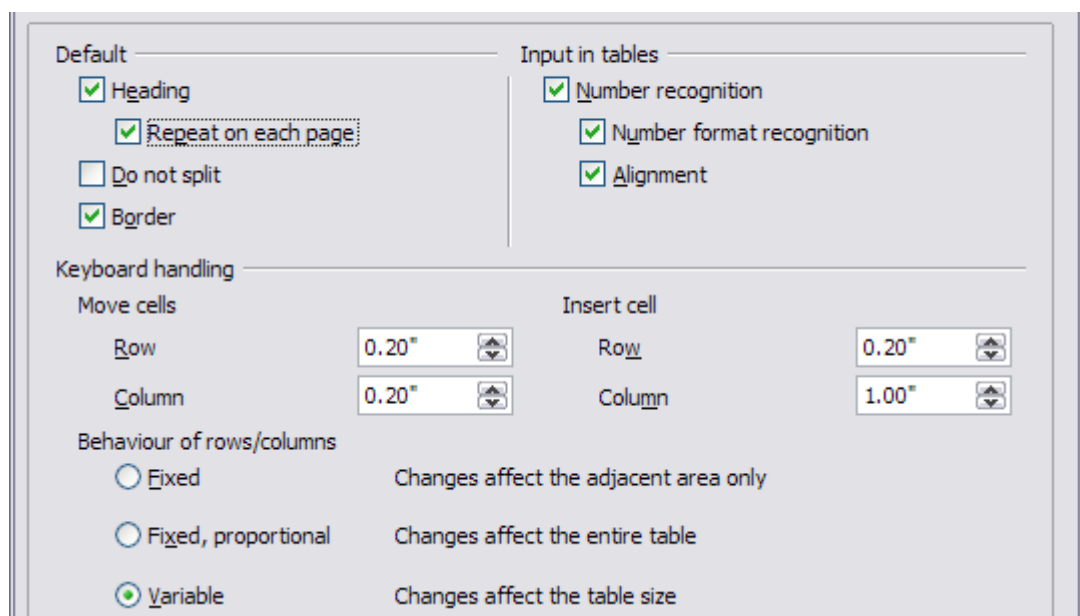 Default Input in tables
Heading Number recognition
Repeat on each page Number format recognition
Do not split Alignment
Border
Keyboard handling
Move cells Insert cell
Row 0.20" Row 0.20"
Column 0.20" Column 1.00"
Behaviour of rows/columns
Fixed Changes affect the adjacent area only
Fixed, proportional Changes affect the entire table
Variable Changes affect the table size